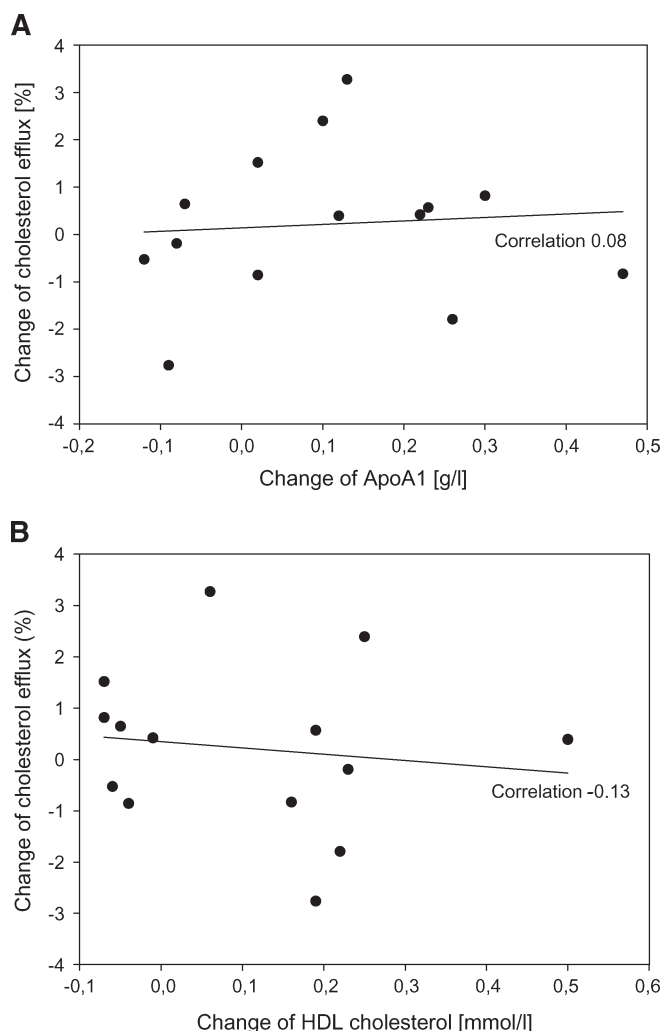 A
Change of cholesterol efflux [%]
4
3
2
1
0
-1
-2
-3
-4
Correlation 0.08
-0,2 -0,1 0,0 0,1 0,2 0,3 0,4 0,5
Change of ApoA1 [g/l]
B
Change of cholesterol efflux (%)
4
3
2
1
0
-1
-2
-3
-4
Correlation -0.13
-0,1 0,0 0,1 0,2 0,3 0,4 0,5 0,6
Change of HDL cholesterol [mmol/l]